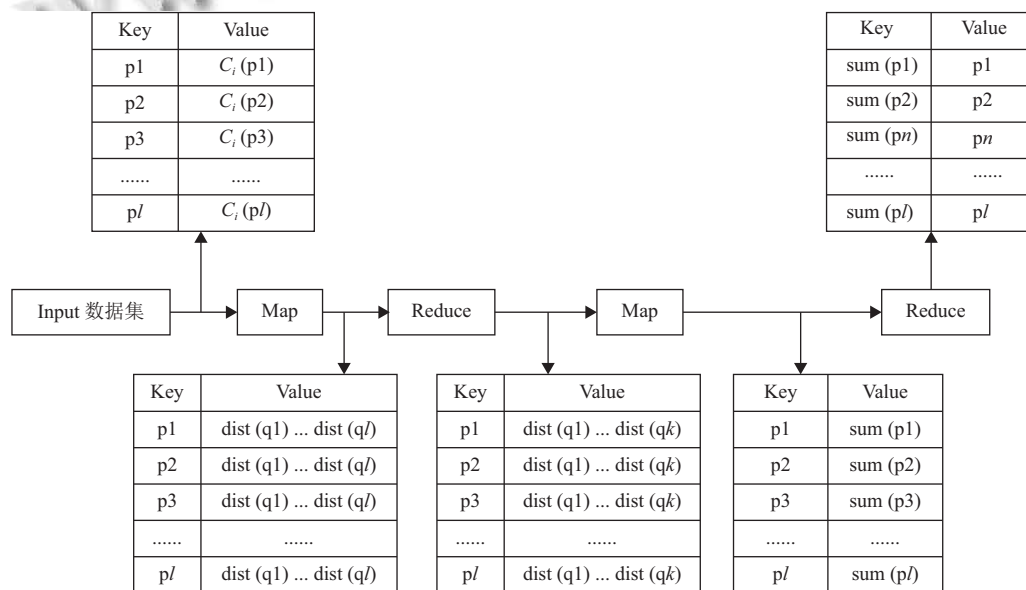 Key Value
p1 Cᵢ (p1)
p2 Cᵢ (p2)
p3 Cᵢ (p3)
...... ......
pl Cᵢ (pl)
Key Value
sum (p1) p1
sum (p2) p2
sum (pn) pn
...... ......
sum (pl) pl
Input 数据集 Map Reduce Map Reduce
Key Value
p1 dist (q1) ... dist (ql)
p2 dist (q1) ... dist (ql)
p3 dist (q1) ... dist (ql)
...... ......
pl dist (q1) ... dist (ql)
Key Value
p1 dist (q1) ... dist (qk)
p2 dist (q1) ... dist (qk)
p3 dist (q1) ... dist (qk)
...... ......
pl dist (q1) ... dist (qk)
Key Value
p1 sum (p1)
p2 sum (p2)
p3 sum (p3)
...... ......
pl sum (pl)